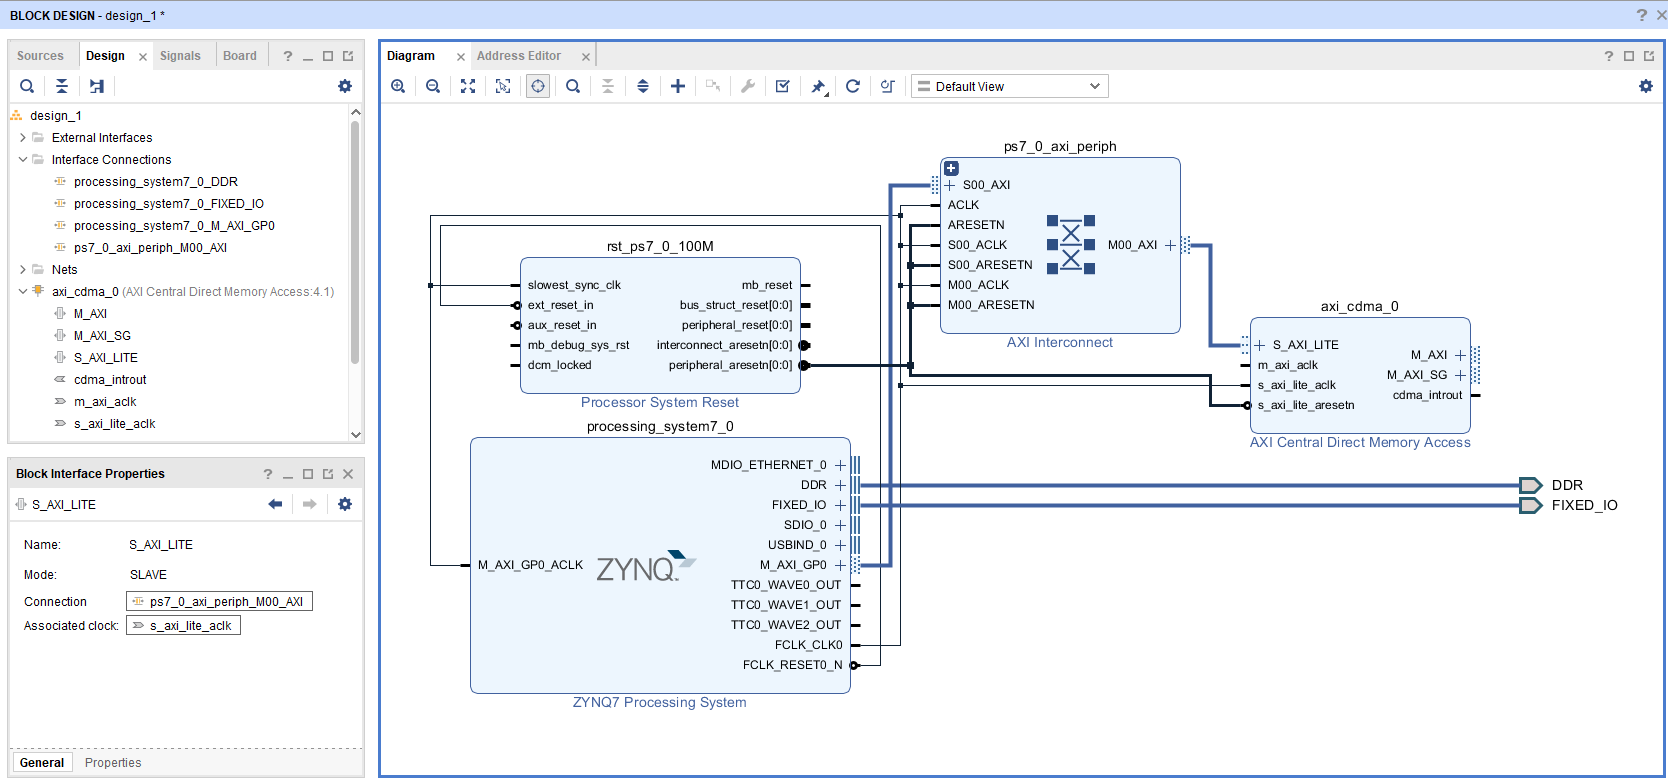 BLOCK DESIGN - design_1 *
Sources
Design
Signals
Board
design_1
External Interfaces
Interface Connections
processing_system7_0_DDR
processing_system7_0_FIXED_IO
processing_system7_0_M_AXI_GP0
ps7_0_axi_periph_M00_AXI
Nets
axi_cdma_0 (AXI Central Direct Memory Access:4.1)
M_AXI
M_AXI_SG
S_AXI_LITE
cdma_introut
m_axi_aclk
s_axi_lite_aclk
Block Interface Properties
S_AXI_LITE
Name: S_AXI_LITE
Mode: SLAVE
Connection ps7_0_axi_periph_M00_AXI
Associated clock: s_axi_lite_aclk
General
Properties
Diagram
Address Editor
Default View
ps7_0_axi_periph
S00_AXI
ACLK
ARESETN
S00_ACLK
S00_ARESETN
M00_ACLK
M00_ARESETN
M00_AXI
AXI Interconnect
rst_ps7_0_100M
slowest_sync_clk
ext_reset_in
aux_reset_in
mb_debug_sys_rst
dcm_locked
mb_reset
bus_struct_reset[0:0]
peripheral_reset[0:0]
interconnect_aresetn[0:0]
peripheral_aresetn[0:0]
Processor System Reset
axi_cdma_0
S_AXI_LITE
m_axi_aclk
s_axi_lite_aclk
s_axi_lite_aresetn
M_AXI
M_AXI_SG
cdma_introut
AXI Central Direct Memory Access
processing_system7_0
M_AXI_GP0_ACLK
ZYNQ
MDIO_ETHERNET_0
DDR
FIXED_IO
SDIO_0
USBIND_0
M_AXI_GP0
TTC0_WAVE0_OUT
TTC0_WAVE1_OUT
TTC0_WAVE2_OUT
FCLK_CLK0
FCLK_RESET0_N
ZYNQ7 Processing System
DDR
FIXED_IO